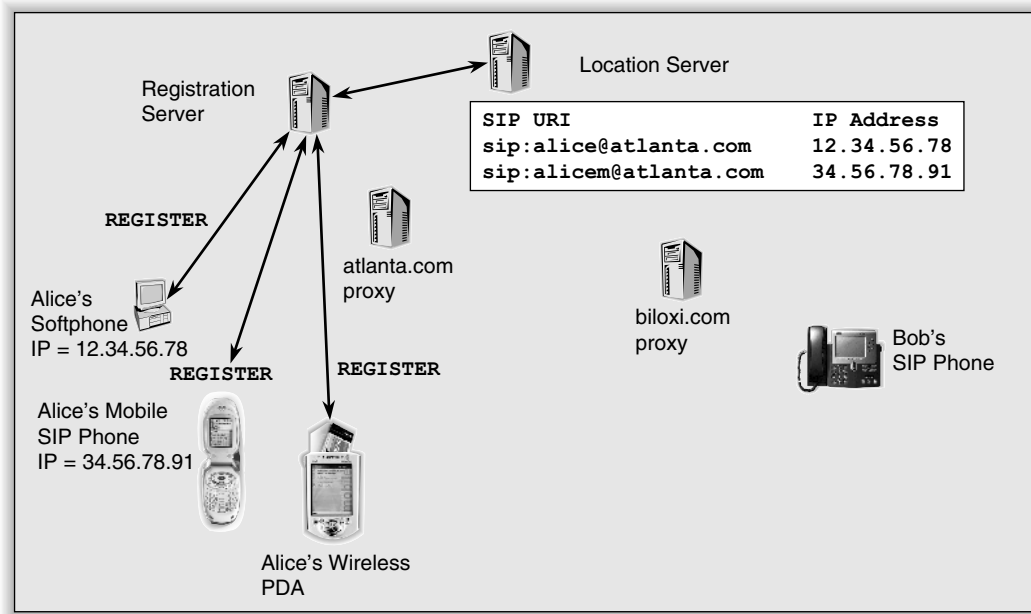 Location Server
Registration
Server
SIP URI IP Address
sip:alice@atlanta.com 12.34.56.78
sip:alicem@atlanta.com 34.56.78.91
REGISTER
atlanta.com
proxy
Alice's
Softphone
IP = 12.34.56.78
biloxi.com
proxy
Bob's
SIP Phone
REGISTER
REGISTER
Alice's Mobile
SIP Phone
IP = 34.56.78.91
Alice's Wireless
PDA